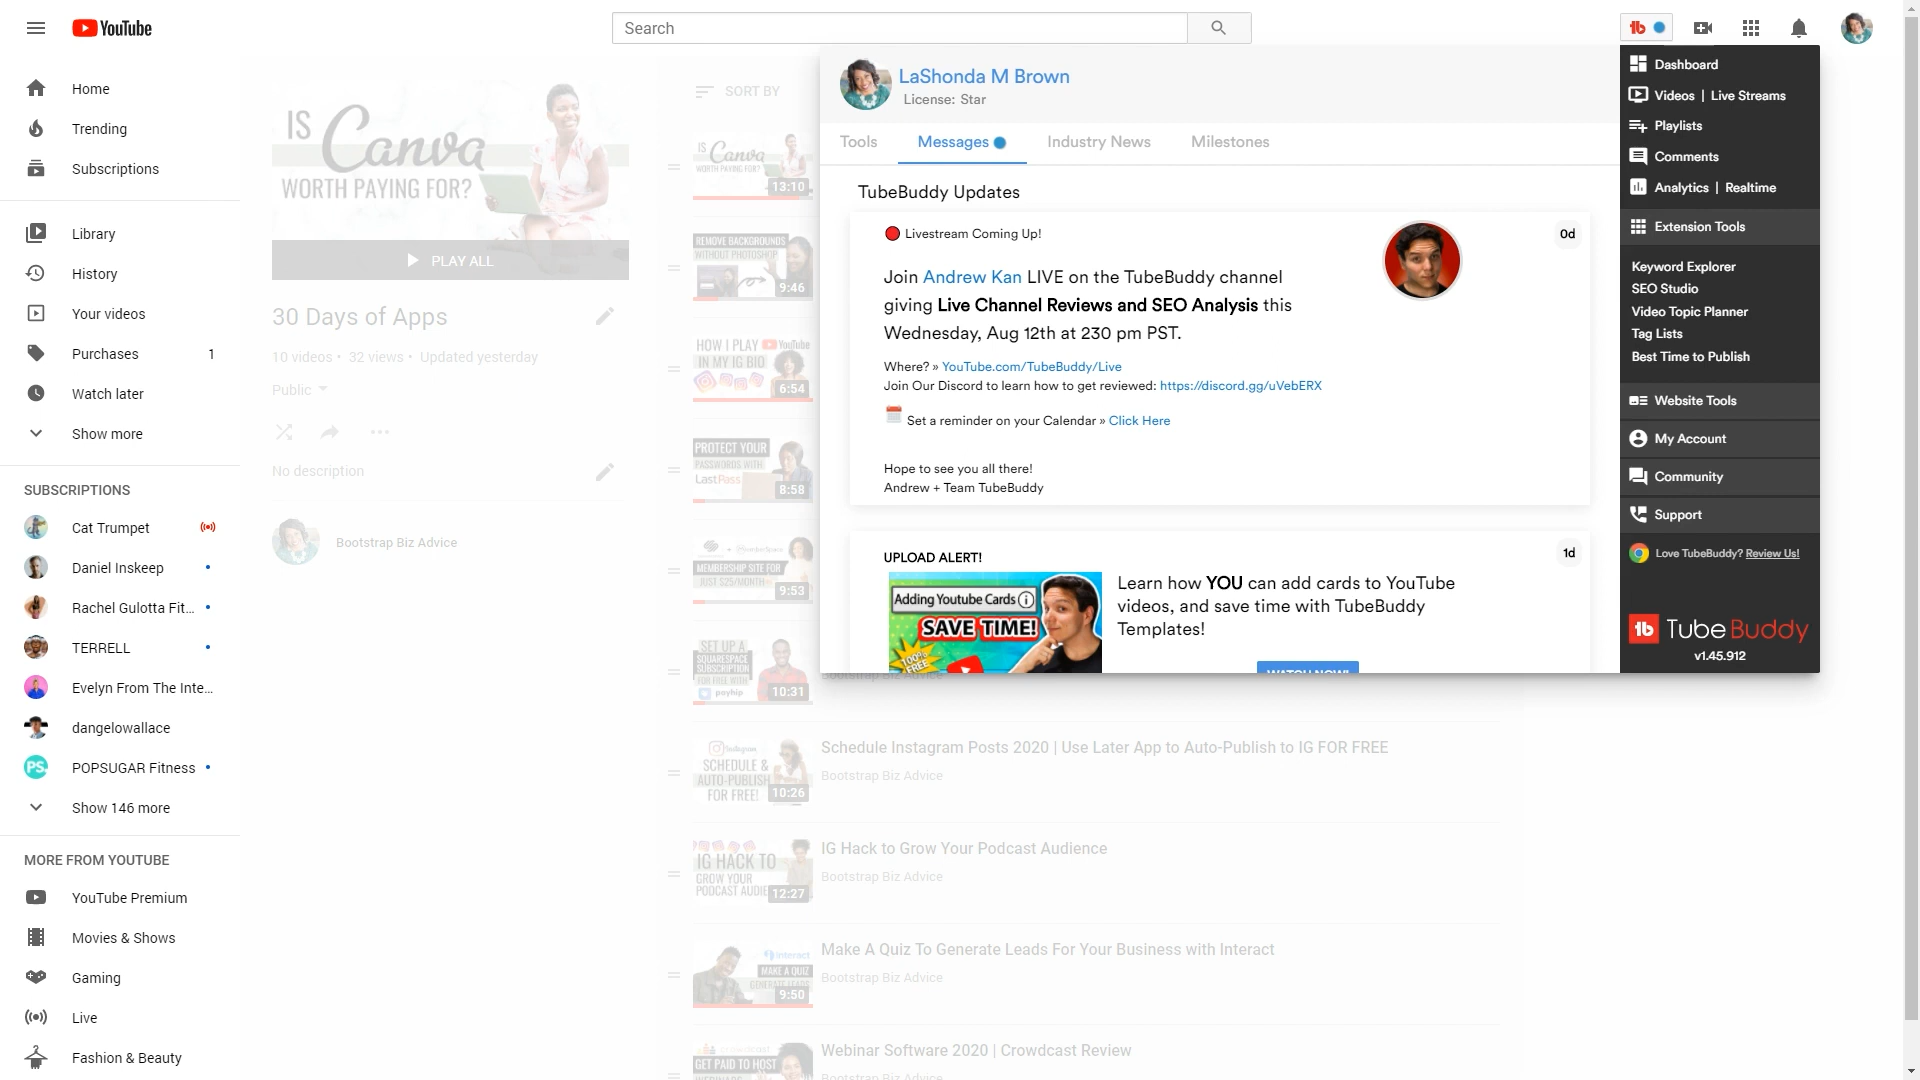 YouTube
Search
Home
Trending
Subscriptions
Library
History
Your videos
Purchases 1
Watch later
Show more
SUBSCRIPTIONS
Cat Trumpet
Daniel Inskeep
Rachel Gulotta Fit...
TERRELL
Evelyn From The Inte...
dangelowallace
POPSUGAR Fitness
Show 146 more
MORE FROM YOUTUBE
YouTube Premium
Movies & Shows
Gaming
Live
Fashion & Beauty
IS
Canva
WORTH PAYING FOR?
PLAY ALL
30 Days of Apps
10 videos • 32 views • Updated yesterday
Public
No description
Bootstrap Biz Advice
SORT BY
IS
Canva
WORTH PAYING FOR?
13:10
REMOVE BACKGROUNDS
WITHOUT PHOTOSHOP
9:46
HOW I PLAY YouTube
IN MY IG BIO
6:54
PROTECT YOUR
PASSWORDS WITH
LastPass
8:58
MEMBERSHIP SITE FOR
JUST $25/MONTH
9:53
SET UP A
SQUARESPACE
SUBSCRIPTION
FOR FREE WITH
payhip
10:31
Bootstrap Biz Advice
Instagram
SCHEDULE &
AUTO-PUBLISH
FOR FREE!
10:26
Schedule Instagram Posts 2020 | Use Later App to Auto-Publish to IG FOR FREE
Bootstrap Biz Advice
IG HACK TO
GROW YOUR
PODCAST AUDIE
12:27
IG Hack to Grow Your Podcast Audience
Bootstrap Biz Advice
interact
MAKE A QUIZ
GENERATE LEADS
9:50
Make A Quiz To Generate Leads For Your Business with Interact
Bootstrap Biz Advice
GET PAID TO HOST
Webinar Software 2020 | Crowdcast Review
Bootstrap Biz Advice
LaShonda M Brown
License: Star
Tools
Messages
Industry News
Milestones
TubeBuddy Updates
Livestream Coming Up!
0d
Join Andrew Kan LIVE on the TubeBuddy channel
giving Live Channel Reviews and SEO Analysis this
Wednesday, Aug 12th at 230 pm PST.
Where? » YouTube.com/TubeBuddy/Live
Join Our Discord to learn how to get reviewed: https://discord.gg/uVebERX
Set a reminder on your Calendar » Click Here
Hope to see you all there!
Andrew + Team TubeBuddy
UPLOAD ALERT!
1d
Adding Youtube Cards
SAVE TIME!
100%
FREE
Learn how YOU can add cards to YouTube
videos, and save time with TubeBuddy
Templates!
WATCH NOW!
tb
Dashboard
Videos | Live Streams
Playlists
Comments
Analytics | Realtime
Extension Tools
Keyword Explorer
SEO Studio
Video Topic Planner
Tag Lists
Best Time to Publish
Website Tools
My Account
Community
Support
Love TubeBuddy? Review Us!
tb TubeBuddy
v1.45.912